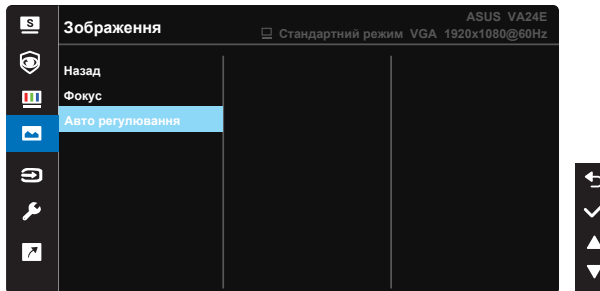 S
Зображення
ASUS VA24E
Стандартний режим VGA 1920x1080@60Hz
Назад
Фокус
Авто регулювання